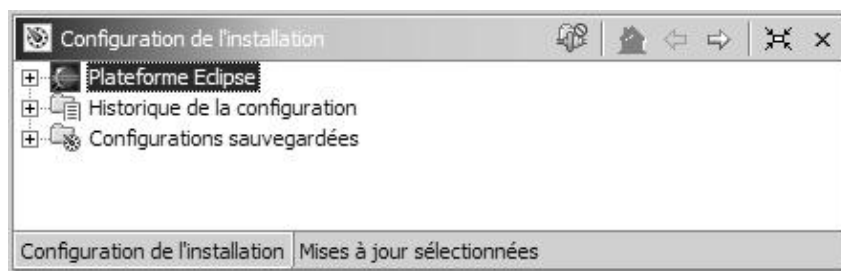 Configuration de l'installation
Plateforme Eclipse
Historique de la configuration
Configurations sauvegardées
Configuration de l'installation Mises à jour sélectionnées